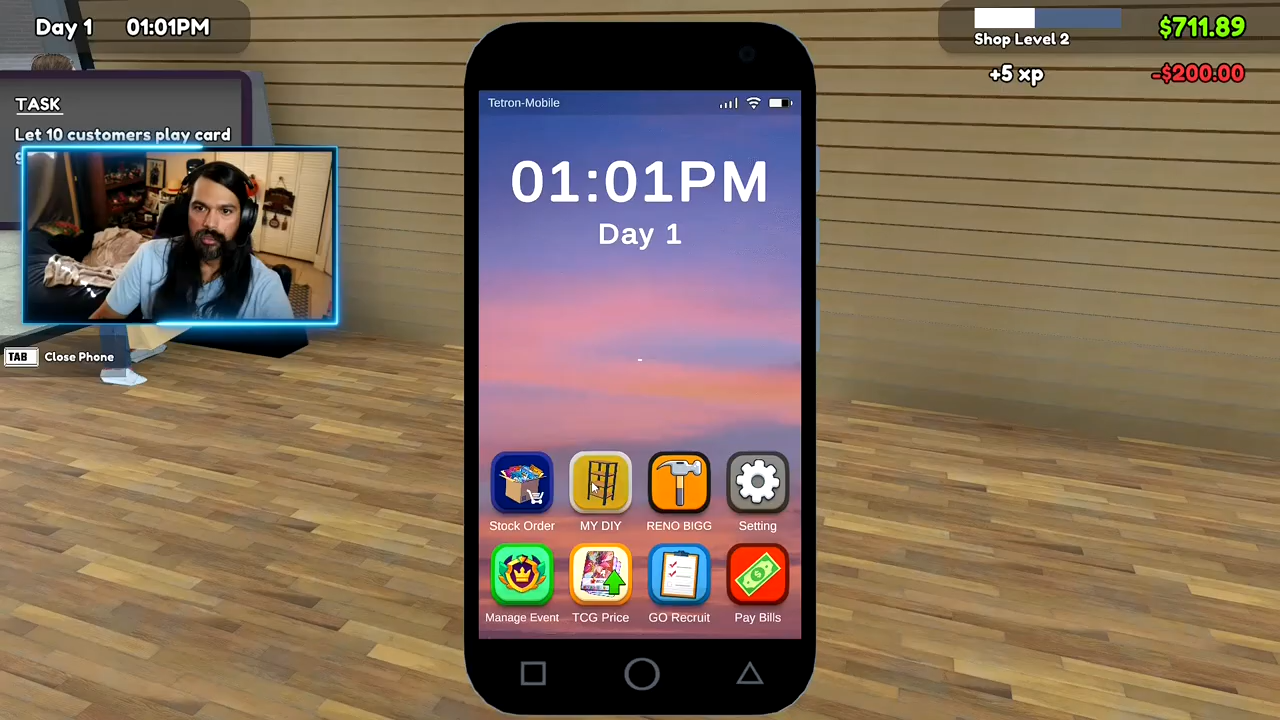 Day 1 01:01PM
Shop Level 2
$711.89
+5 xp
-$200.00
TASK
Let 10 customers play card
TAB Close Phone
Tetron-Mobile
01:01PM
Day 1
Stock Order
MY DIY
RENO BIGG
Setting
Manage Event
TCG Price
GO Recruit
Pay Bills